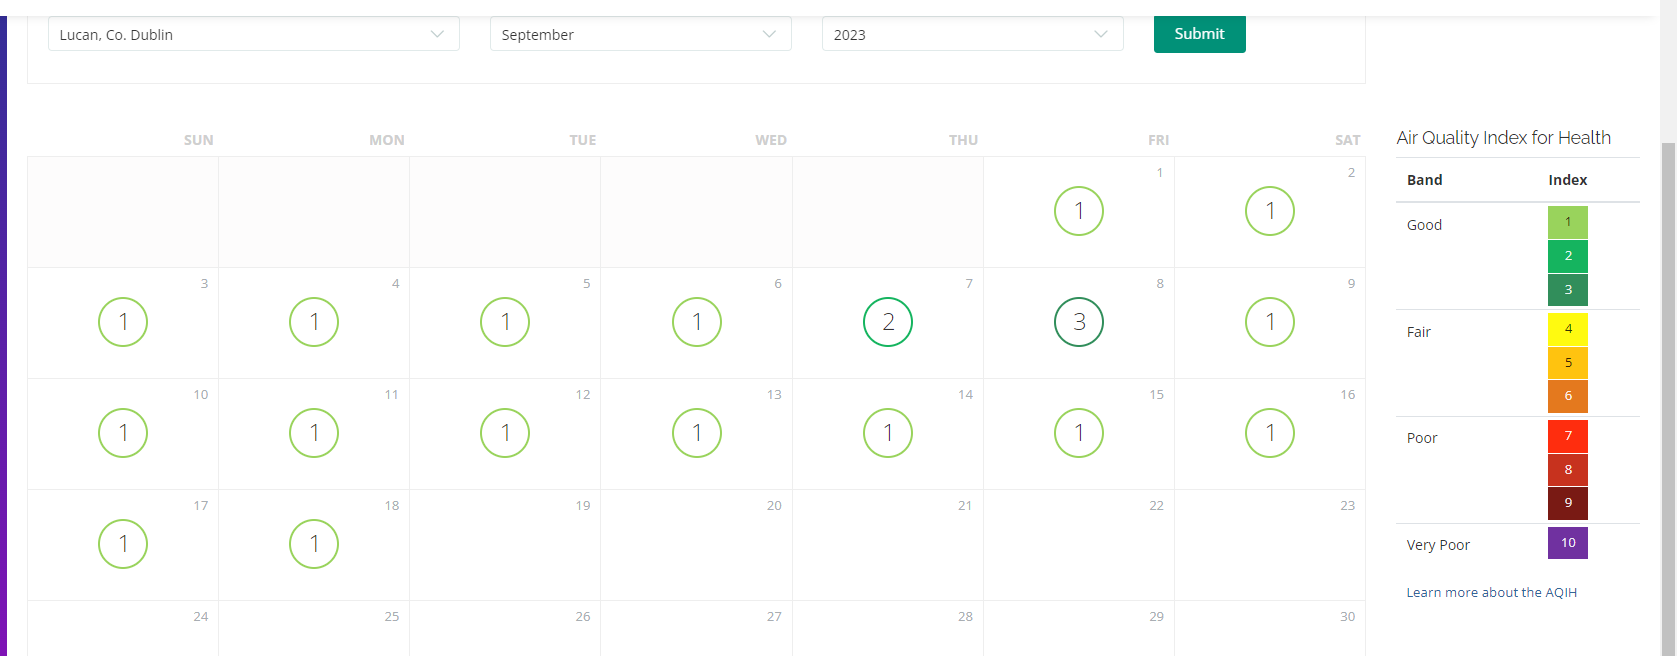 Lucan, Co. Dublin September 2023 Submit
SUN MON TUE WED THU FRI SAT
1 2
1 1
3 4 5 6 7 8 9
1 1 1 1 2 3 1
10 11 12 13 14 15 16
1 1 1 1 1 1 1
17 18 19 20 21 22 23
1 1
24 25 26 27 28 29 30
Air Quality Index for Health
Band Index
Good 1
2
3
Fair 4
5
6
Poor 7
8
9
Very Poor 10
Learn more about the AQIH